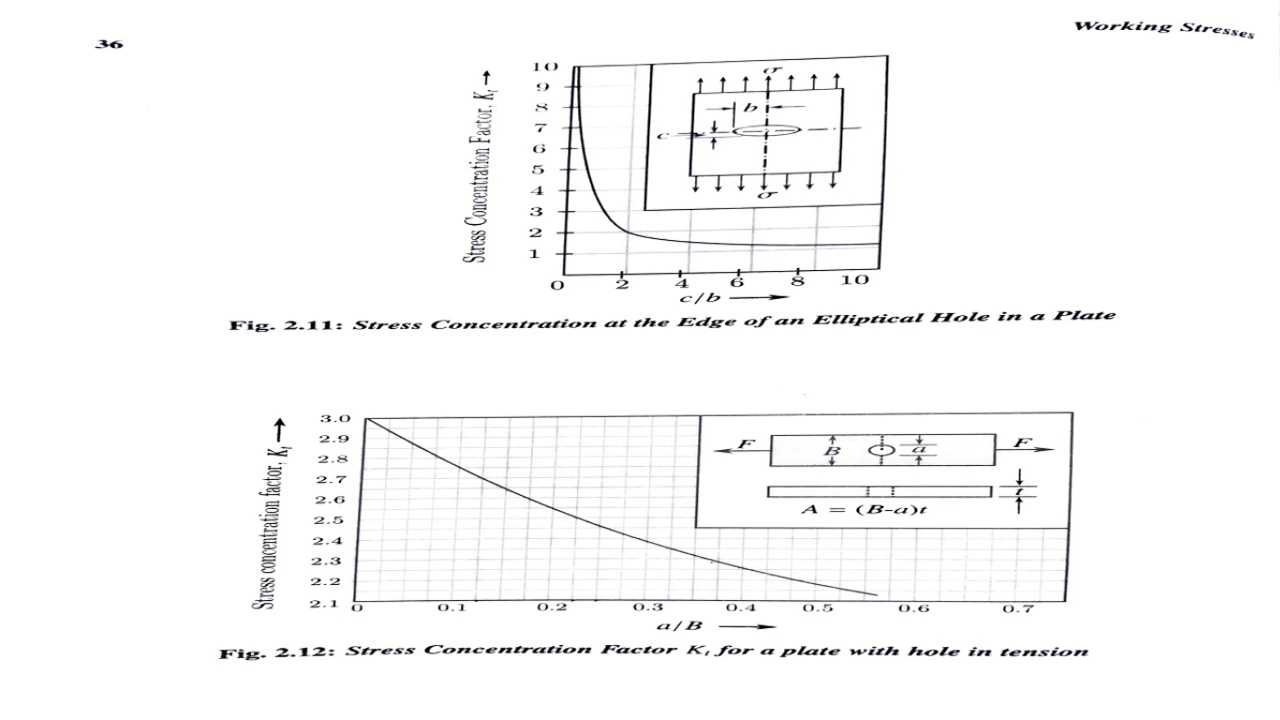 36
Working Stresses
Stress Concentration Factor, Kt →
10
9
8
7
6
5
4
3
2
1
0 2 4 6 8 10
c/b →
σ
b
c
σ
Fig. 2.11: Stress Concentration at the Edge of an Elliptical Hole in a Plate
Stress concentration factor, Kt →
3.0
2.9
2.8
2.7
2.6
2.5
2.4
2.3
2.2
2.1
0 0.1 0.2 0.3 0.4 0.5 0.6 0.7
a/B →
F B a F
t
A = (B-a)t
Fig. 2.12: Stress Concentration Factor Kt for a plate with hole in tension